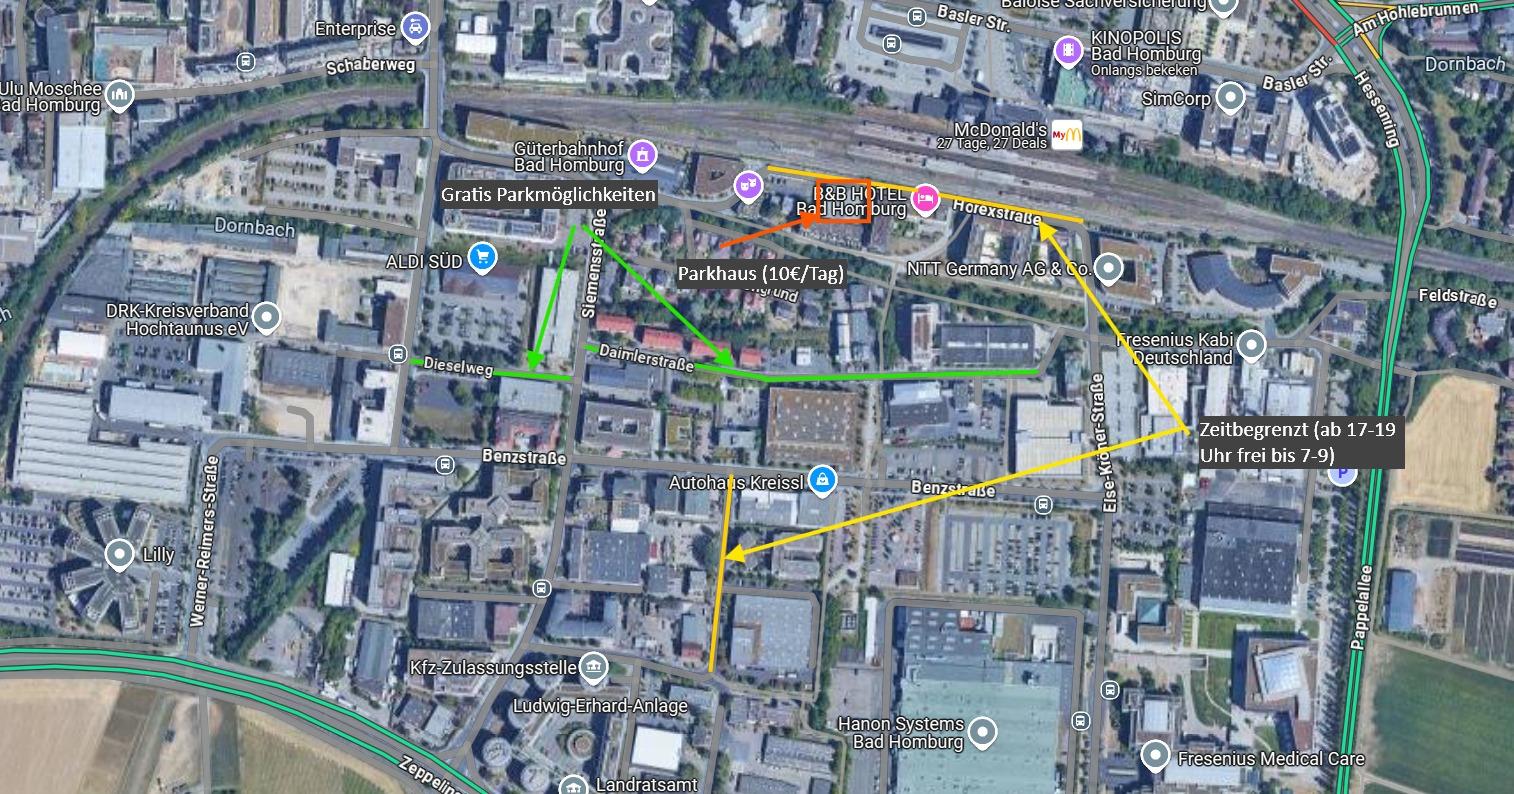 Basler Str.
Baloise Sachversicherung
Am Hohlebrunnen
Enterprise
KINOPOLIS
Bad Homburg
Onlangs bekeken
Schaberweg
Basler Str.
Dornbach
Ulu Moschee
Bad Homburg
SimCorp
Hessenring
McDonald's
27 Tage, 27 Deals
My
Güterbahnhof
Bad Homburg
Gratis Parkmöglichkeiten
B&B HOTEL
Bad Homburg
Horexstraße
Dornbach
Siemensstraße
ALDI SÜD
Parkhaus (10€/Tag)
NTT Germany AG & Co.
Feldstraße
DRK-Kreisverband
Hochtaunus eV
Fresenius Kabi
Deutschland
Daimlerstraße
Dieselweg
Else-Kröner-Straße
Zeitbegrenzt (ab 17-19
Uhr frei bis 7-9)
P
Benzstraße
Autohaus Kreissl
Benzstraße
Werner-Reimers-Straße
Lilly
Pappelallee
Kfz-Zulassungsstelle
Ludwig-Erhard-Anlage
Hanon Systems
Bad Homburg
Fresenius Medical Care
Landratsamt